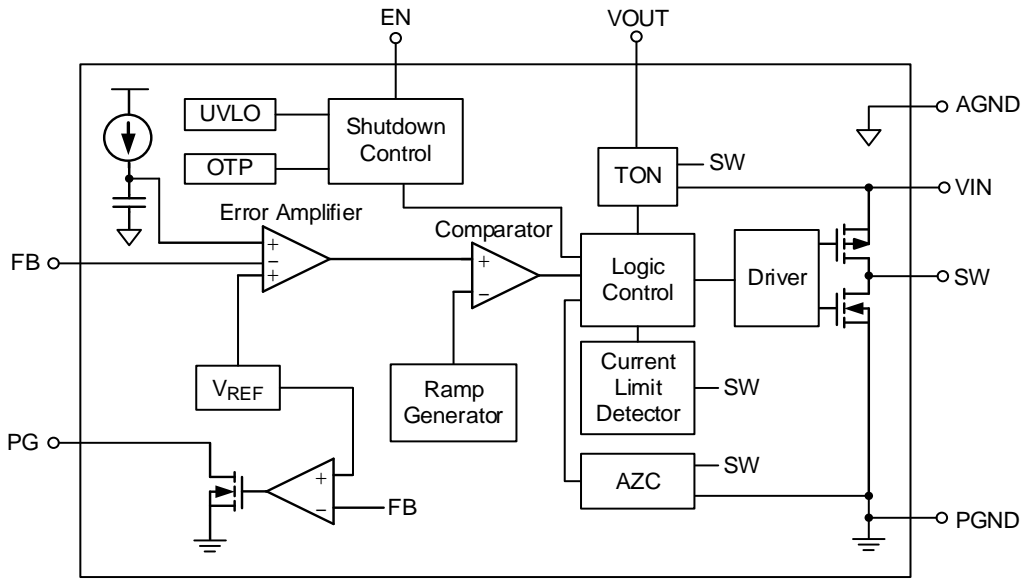 EN
VOUT
UVLO
OTP
Shutdown
Control
AGND
TON
SW
VIN
Error Amplifier
Comparator
FB
+
−
+
+
−
Logic
Control
Driver
SW
VREF
Ramp
Generator
Current
Limit
Detector
SW
PG
+
−
FB
AZC
SW
PGND